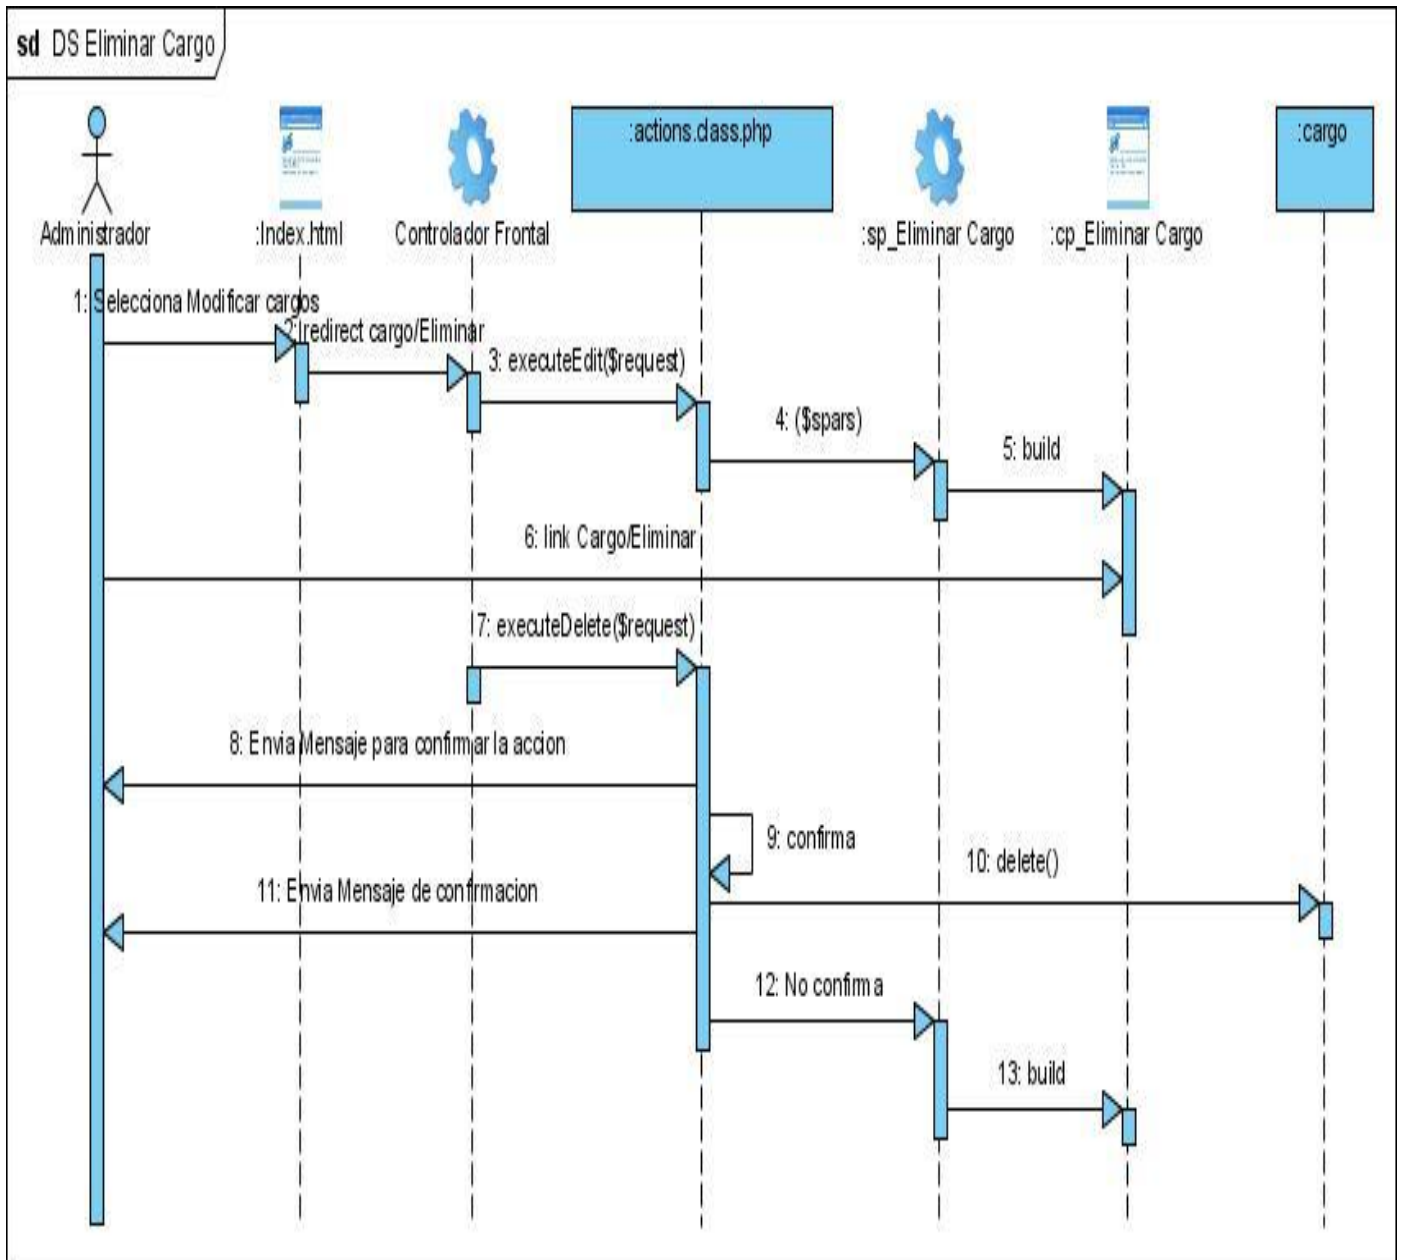 sd DS Eliminar Cargo
:actions.class.php
:cargo
Administrador
:Index.html
Controlador Frontal
:sp_Eliminar Cargo
:cp_Eliminar Cargo
1: Selecciona Modificar cargos
2: redirect cargo/Eliminar
3: executeEdit($request)
4: ($spars)
5: build
6: link Cargo/Eliminar
7: executeDelete($request)
8: Envia Mensaje para confirmar la accion
9: confirma
10: delete()
11: Envia Mensaje de confirmacion
12: No confirma
13: build